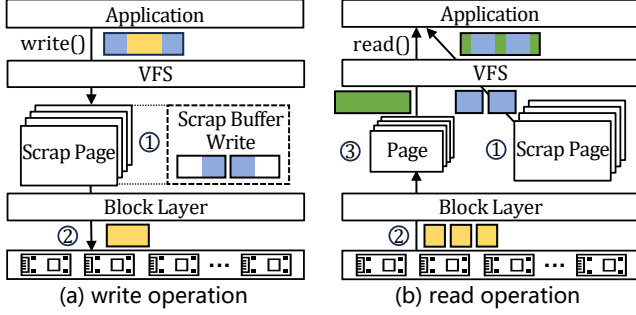 Application
write()
VFS
Scrap Page
①
Scrap Buffer
Write
Block Layer
②
...
(a) write operation
Application
read()
VFS
③
Page
①
Scrap Page
Block Layer
②
...
(b) read operation